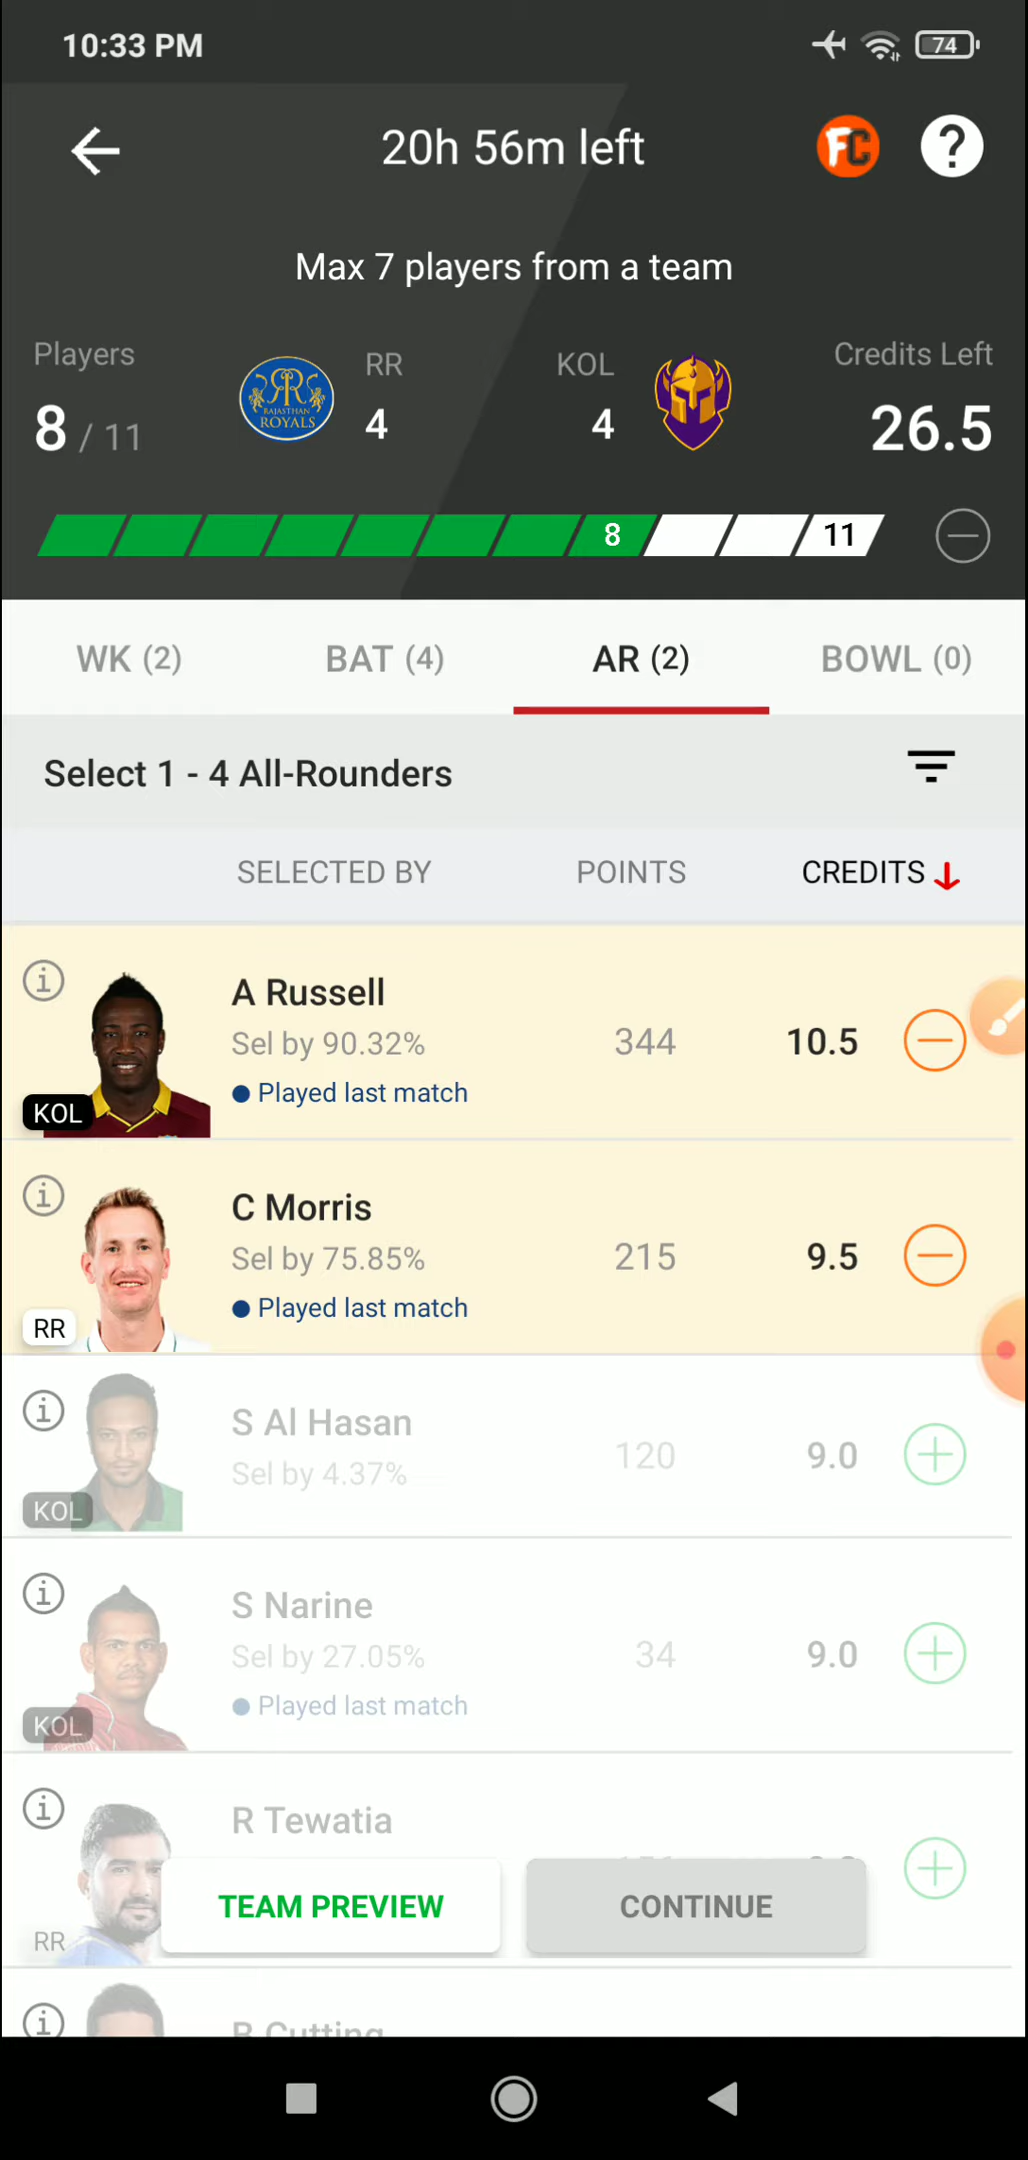 10:33 PM
74
20h 56m left
FC
?
Max 7 players from a team
Players
RR
KOL
Credits Left
8 / 11
RAJASTHAN
ROYALS
4
4
26.5
8
11
WK (2)
BAT (4)
AR (2)
BOWL (0)
Select 1 - 4 All-Rounders
SELECTED BY
POINTS
CREDITS
A Russell
Sel by 90.32%
344
10.5
Played last match
KOL
C Morris
Sel by 75.85%
215
9.5
Played last match
RR
S Al Hasan
Sel by 4.37%
120
9.0
KOL
S Narine
Sel by 27.05%
34
9.0
Played last match
KOL
R Tewatia
TEAM PREVIEW
CONTINUE
RR
B Cutting